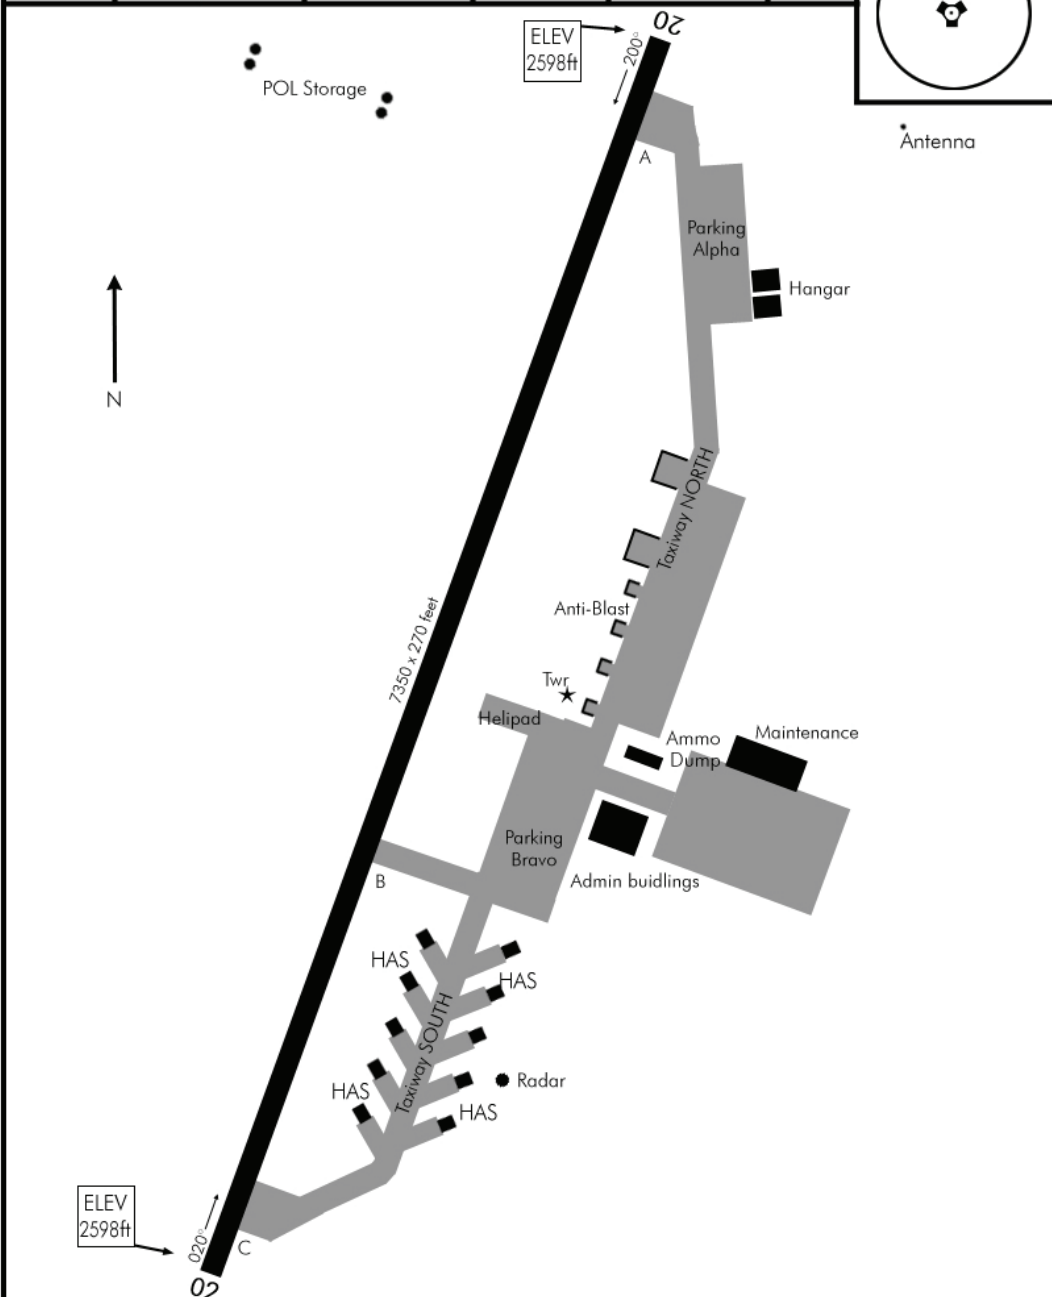 20
ELEV
2598ft
200°
POL Storage
Antenna
A
Parking
Alpha
Hangar
N
Taxiway NORTH
7350 x 270 feet
Anti-Blast
Twr
Helipad
Ammo
Dump
Maintenance
Parking
Bravo
B
Admin buidlings
HAS
HAS
Taxiway SOUTH
Radar
HAS
HAS
ELEV
2598ft
020°
C
02